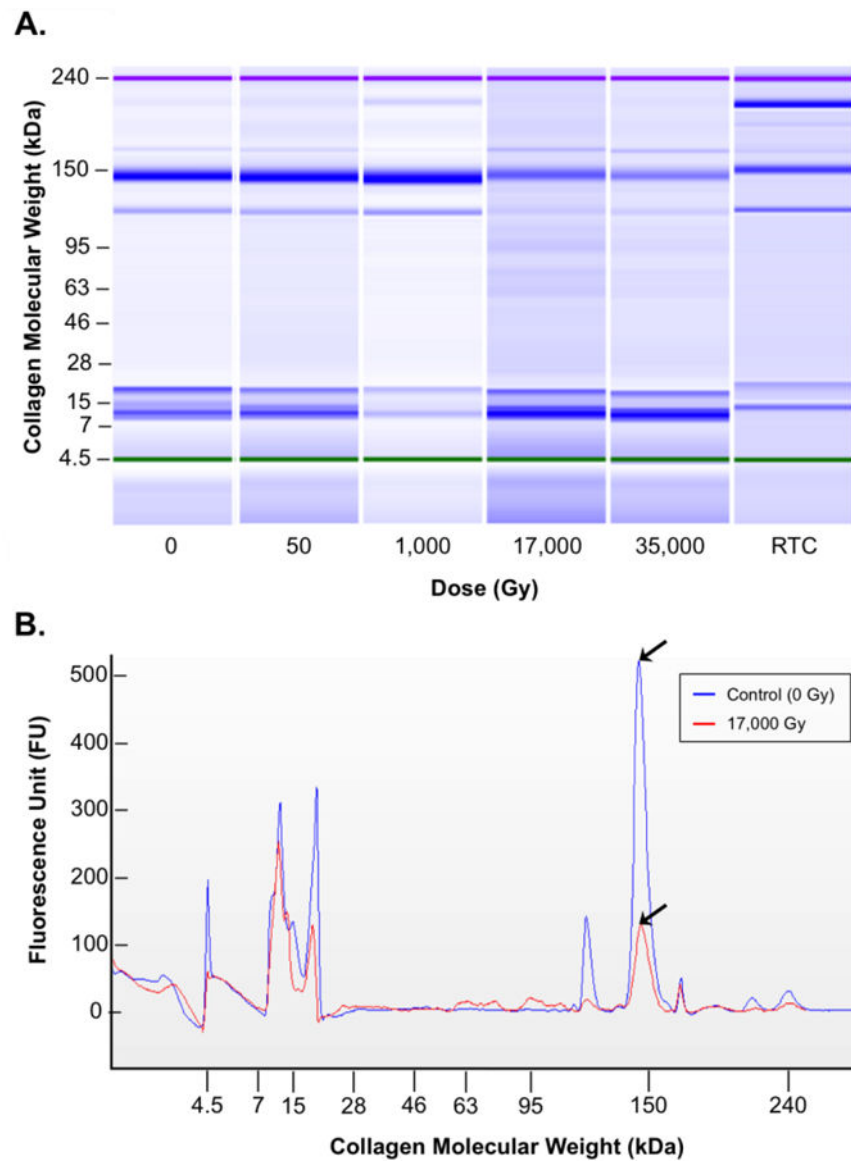 A.
Collagen Molecular Weight (kDa)
240
150
95
63
46
28
15
7
4.5
0 50 1,000 17,000 35,000 RTC
Dose (Gy)
B.
Fluorescence Unit (FU)
500
400
300
200
100
0
Control (0 Gy)
17,000 Gy
4.5 7 15 28 46 63 95 150 240
Collagen Molecular Weight (kDa)